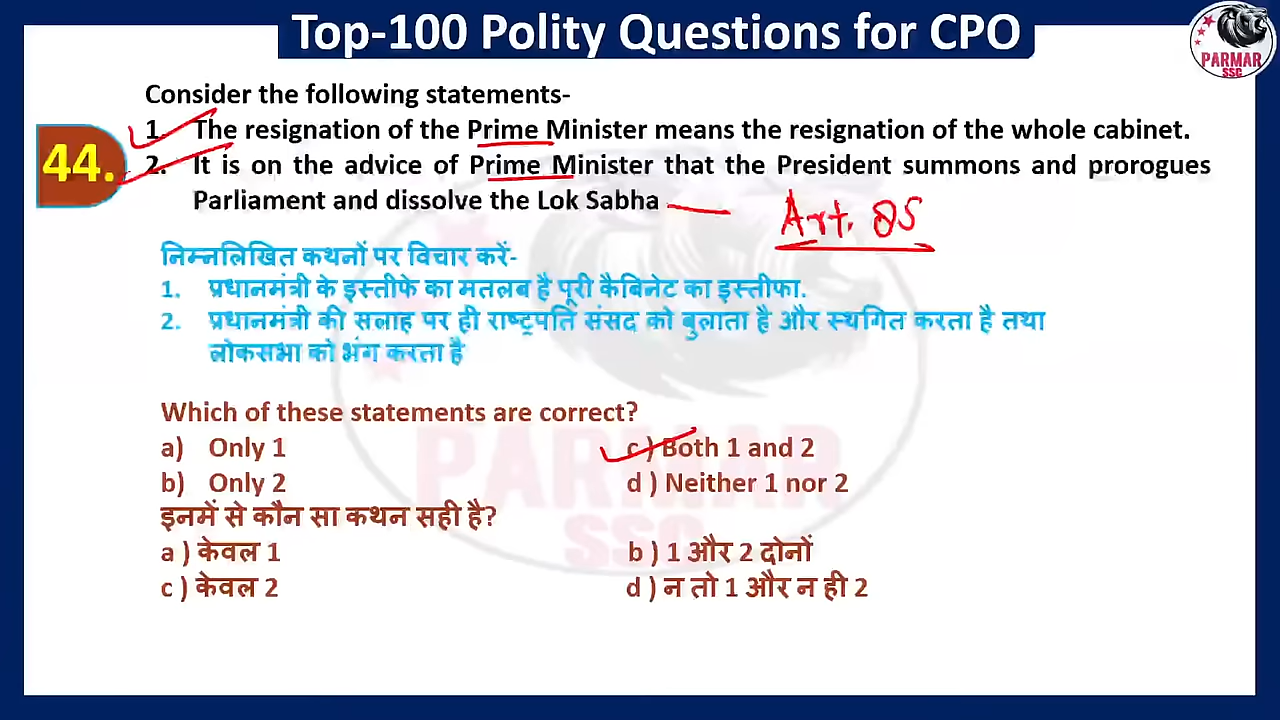 Top-100 Polity Questions for CPO
PARMAR
SSC
Consider the following statements-
1. The resignation of the Prime Minister means the resignation of the whole cabinet.
44.
2. It is on the advice of Prime Minister that the President summons and prorogues
Parliament and dissolve the Lok Sabha
Art. 85
निम्नलिखित कथनों पर विचार करें-
1. प्रधानमंत्री के इस्तीफे का मतलब है पूरी कैबिनेट का इस्तीफा.
2. प्रधानमंत्री की सलाह पर ही राष्ट्रपति संसद को बुलाता है और स्थगित करता है तथा
लोकसभा को भंग करता है
Which of these statements are correct?
a) Only 1 c ) Both 1 and 2
b) Only 2 d ) Neither 1 nor 2
PARMAR
SSC
इनमें से कौन सा कथन सही है?
a ) केवल 1 b ) 1 और 2 दोनों
c ) केवल 2 d ) न तो 1 और न ही 2